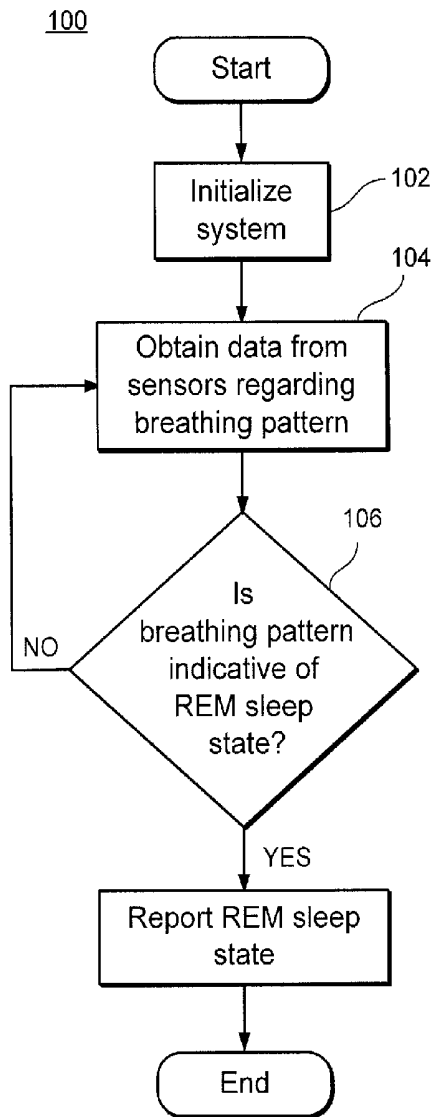 100
Start
Initialize
system
102
104
Obtain data from
sensors regarding
breathing pattern
106
Is
breathing pattern
indicative of
REM sleep
state?
NO
YES
Report REM sleep
state
End